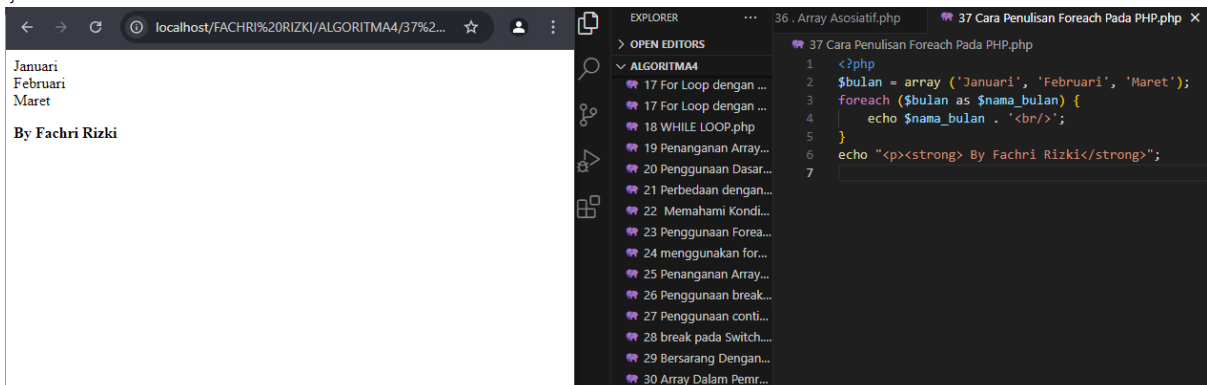 localhost/FACHRI%20RIZKI/ALGORITMA4/37%2...
Januari
Februari
Maret
By Fachri Rizki
EXPLORER
OPEN EDITORS
ALGORITMA4
17 For Loop dengan ...
17 For Loop dengan ...
18 WHILE LOOP.php
19 Penanganan Array...
20 Penggunaan Dasar...
21 Perbedaan dengan...
22 Memahami Kondi...
23 Penggunaan Forea...
24 menggunakan for...
25 Penanganan Array...
26 Penggunaan break...
27 Penggunaan conti...
28 break pada Switch....
29 Bersarang Dengan...
30 Array Dalam Pemr...
36 . Array Asosiatif.php
37 Cara Penulisan Foreach Pada PHP.php
37 Cara Penulisan Foreach Pada PHP.php
1 <?php
2 $bulan = array ('Januari', 'Februari', 'Maret');
3 foreach ($bulan as $nama_bulan) {
4 echo $nama_bulan . '<br/>';
5 }
6 echo "<p><strong> By Fachri Rizki</strong>";
7